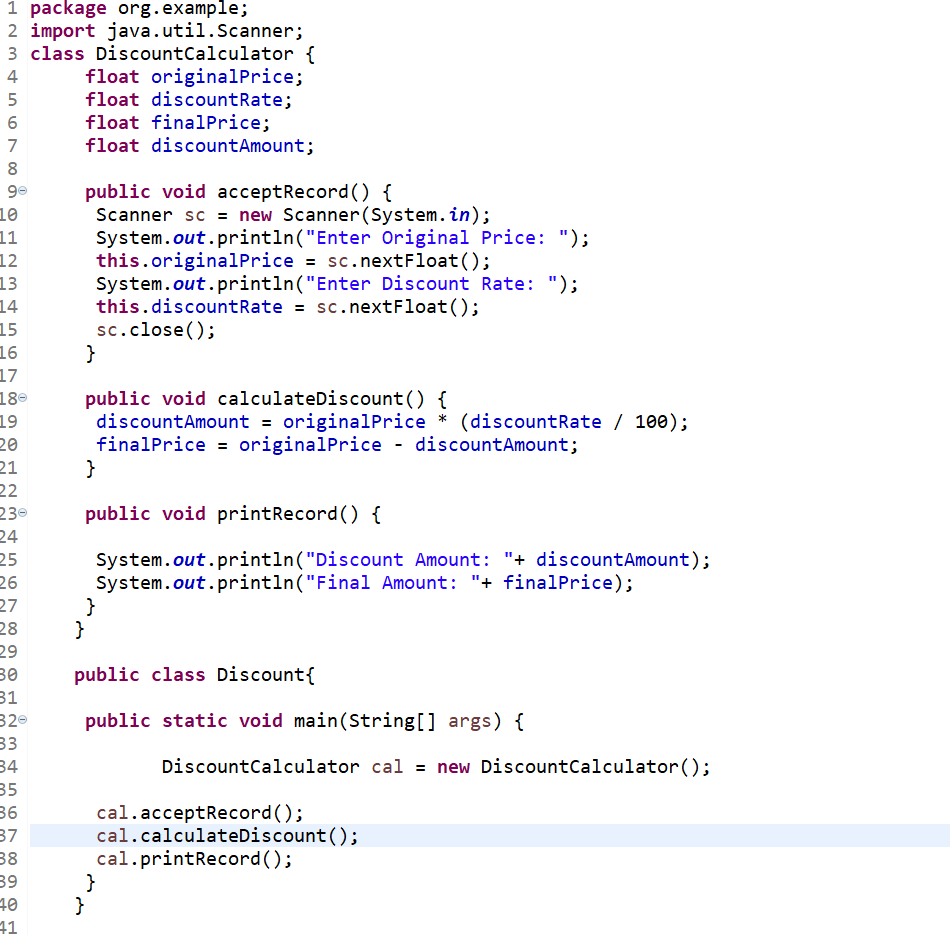 1 package org.example;
2 import java.util.Scanner;
3 class DiscountCalculator {
4 float originalPrice;
5 float discountRate;
6 float finalPrice;
7 float discountAmount;
8
9 public void acceptRecord() {
10 Scanner sc = new Scanner(System.in);
11 System.out.println("Enter Original Price: ");
12 this.originalPrice = sc.nextFloat();
13 System.out.println("Enter Discount Rate: ");
14 this.discountRate = sc.nextFloat();
15 sc.close();
16 }
17
18 public void calculateDiscount() {
19 discountAmount = originalPrice * (discountRate / 100);
20 finalPrice = originalPrice - discountAmount;
21 }
22
23 public void printRecord() {
24
25 System.out.println("Discount Amount: "+ discountAmount);
26 System.out.println("Final Amount: "+ finalPrice);
27 }
28 }
29
30 public class Discount{
31
32 public static void main(String[] args) {
33
34 DiscountCalculator cal = new DiscountCalculator();
35
36 cal.acceptRecord();
37 cal.calculateDiscount();
38 cal.printRecord();
39 }
40 }
41